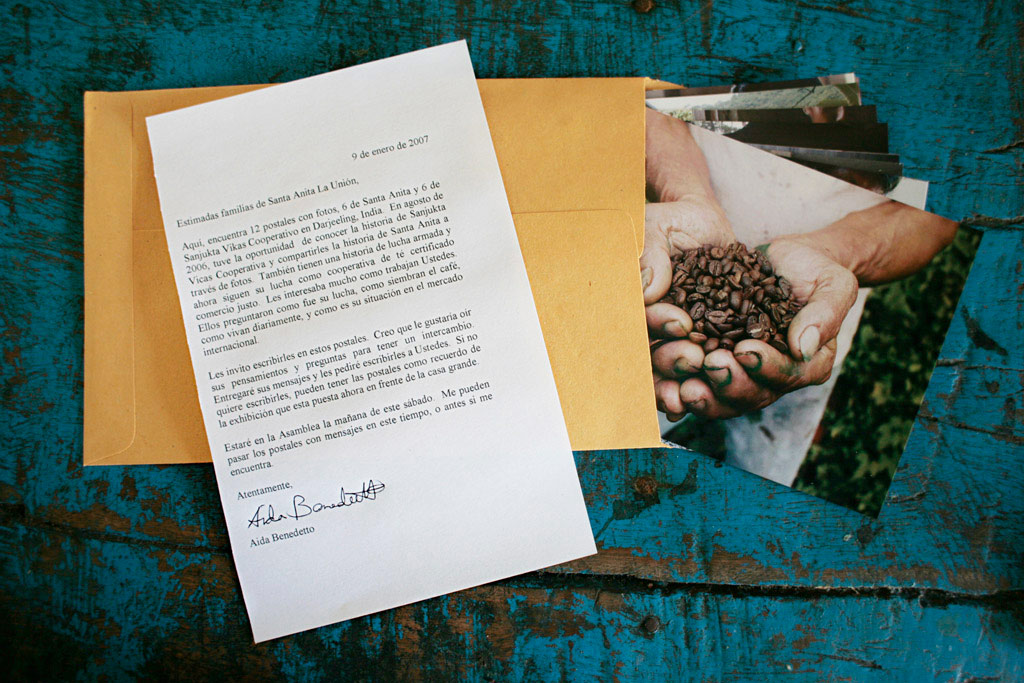 9 de enero de 2007
Estimadas familias de Santa Anita La Unión,
Aquí, encuentra 12 postales con fotos, 6 de Santa Anita y 6 de
Sanjukta Vikas Cooperativo en Darjeeling, India. En agosto de
2006, tuve la oportunidad de conocer la historia de Sanjukta
Vicas Cooperativa y compartirles la historia de Santa Anita a
través de fotos. También tienen una historia de lucha armada y
ahora siguen su lucha como cooperativa de té certificado
comercio justo. Les interesaba mucho como trabajan Ustedes.
Ellos preguntaron como fue su lucha, como siembran el café,
como vivan diariamente, y como es su situación en el mercado
internacional.
Les invito escribirles en estos postales. Creo que le gustaria oir
sus pensamientos y preguntas para tener un intercambio.
Entregaré sus mensajes y les pediré escribirles a Ustedes. Si no
quiere escribirles, pueden tener las postales como recuerdo de
la exhibición que esta puesta ahora en frente de la casa grande.
Estaré en la Asamblea la mañana de este sábado. Me pueden
pasar los postales con mensajes en este tiempo, o antes si me
encuentra.
Atentamente,
Aida Benedetto
Aida Benedetto